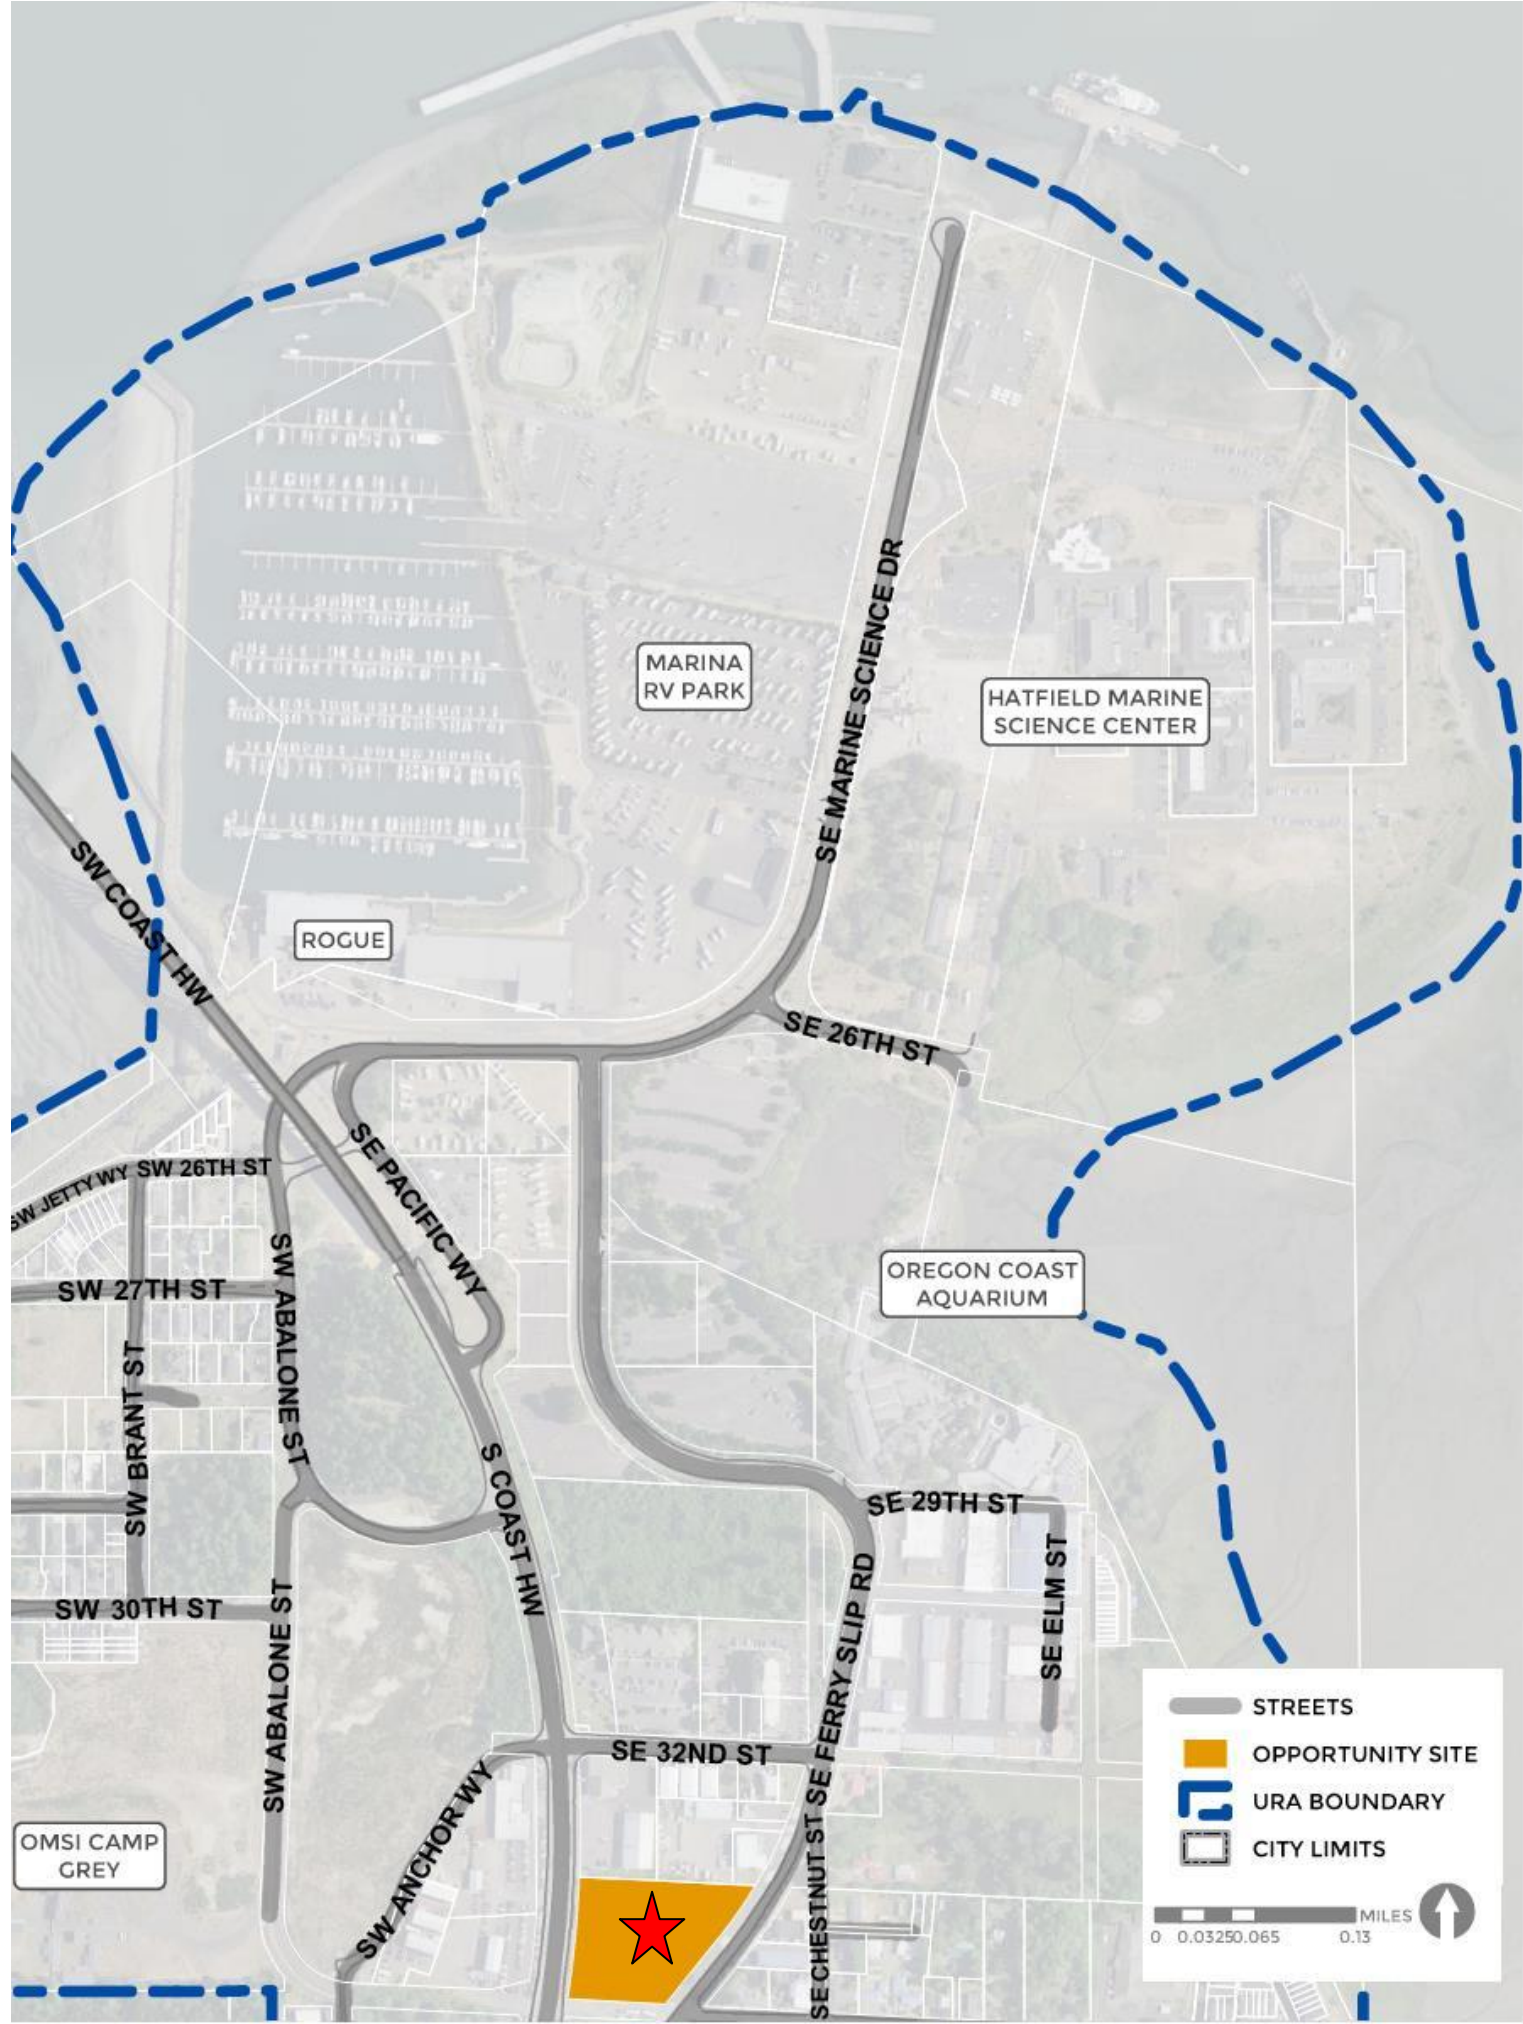 SE MARINE SCIENCE DR
MARINA
RV PARK
HATFIELD MARINE
SCIENCE CENTER
SW COAST HW
ROGUE
SE 26TH ST
SE PACIFIC WY
SW JETTY WY
SW 26TH ST
SW ABALONE ST
SW 27TH ST
OREGON COAST
AQUARIUM
SW BRANT ST
S COAST HW
SE 29TH ST
SE ELM ST
SW 30TH ST
SW ABALONE ST
SE FERRY SLIP RD
SE 32ND ST
SW ANCHOR WY
SE CHESTNUT ST
OMSI CAMP
GREY
STREETS
OPPORTUNITY SITE
URA BOUNDARY
CITY LIMITS
MILES
0 0.0325 0.065 0.13